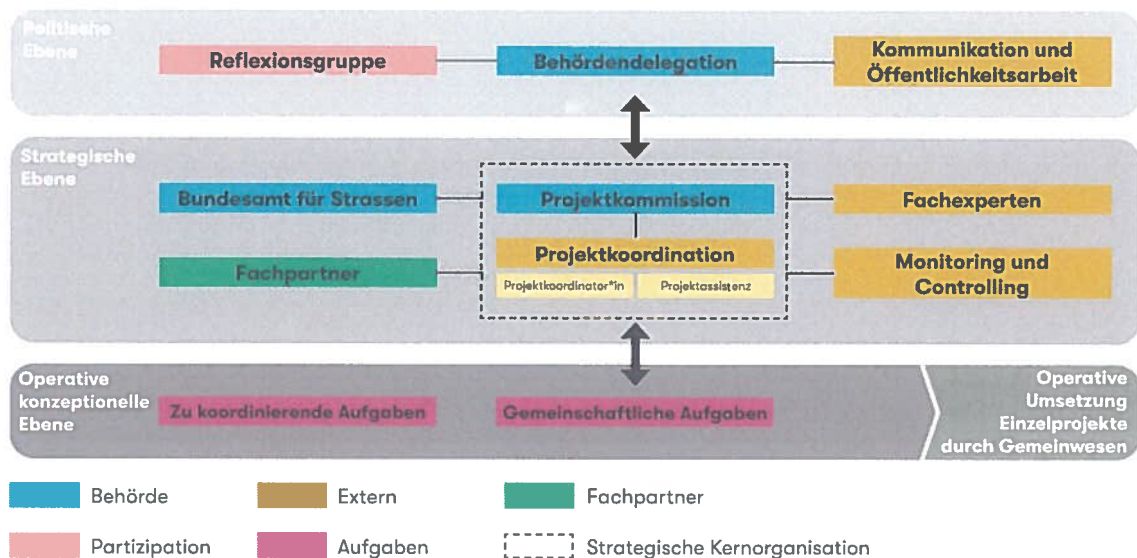 Politische
Ebene
Reflexionsgruppe
Behördendelegation
Kommunikation und
Öffentlichkeitsarbeit
Strategische
Ebene
Bundesamt für Strassen
Projektkommission
Fachexperten
Fachpartner
Projektkoordination
Projektkoordinator*in
Projektassistenz
Monitoring und
Controlling
Operative
konzeptionelle
Ebene
Zu koordinierende Aufgaben
Gemeinschaftliche Aufgaben
Operative
Umsetzung
Einzelprojekte
durch Gemeinwesen
Behörde
Extern
Fachpartner
Partizipation
Aufgaben
Strategische Kernorganisation